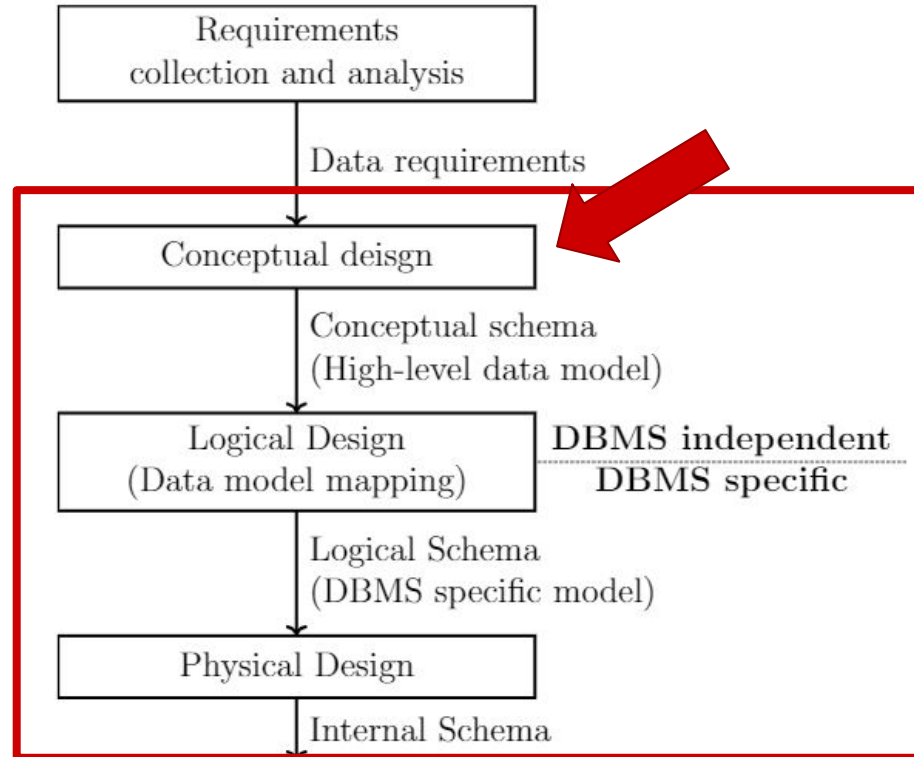 Requirements
collection and analysis
Data requirements
Conceptual deisgn
Conceptual schema
(High-level data model)
Logical Design
(Data model mapping)
DBMS independent
DBMS specific
Logical Schema
(DBMS specific model)
Physical Design
Internal Schema